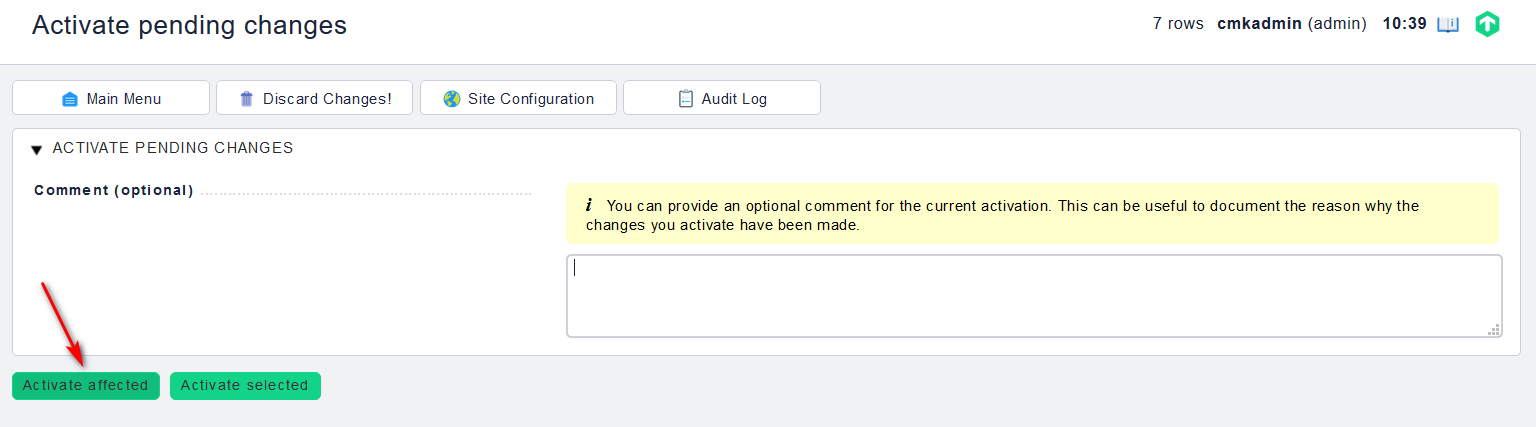 Activate pending changes
7 rows cmkadmin (admin) 10:39
Main Menu
Discard Changes!
Site Configuration
Audit Log
ACTIVATE PENDING CHANGES
Comment (optional)
i You can provide an optional comment for the current activation. This can be useful to document the reason why the
changes you activate have been made.
Activate affected
Activate selected